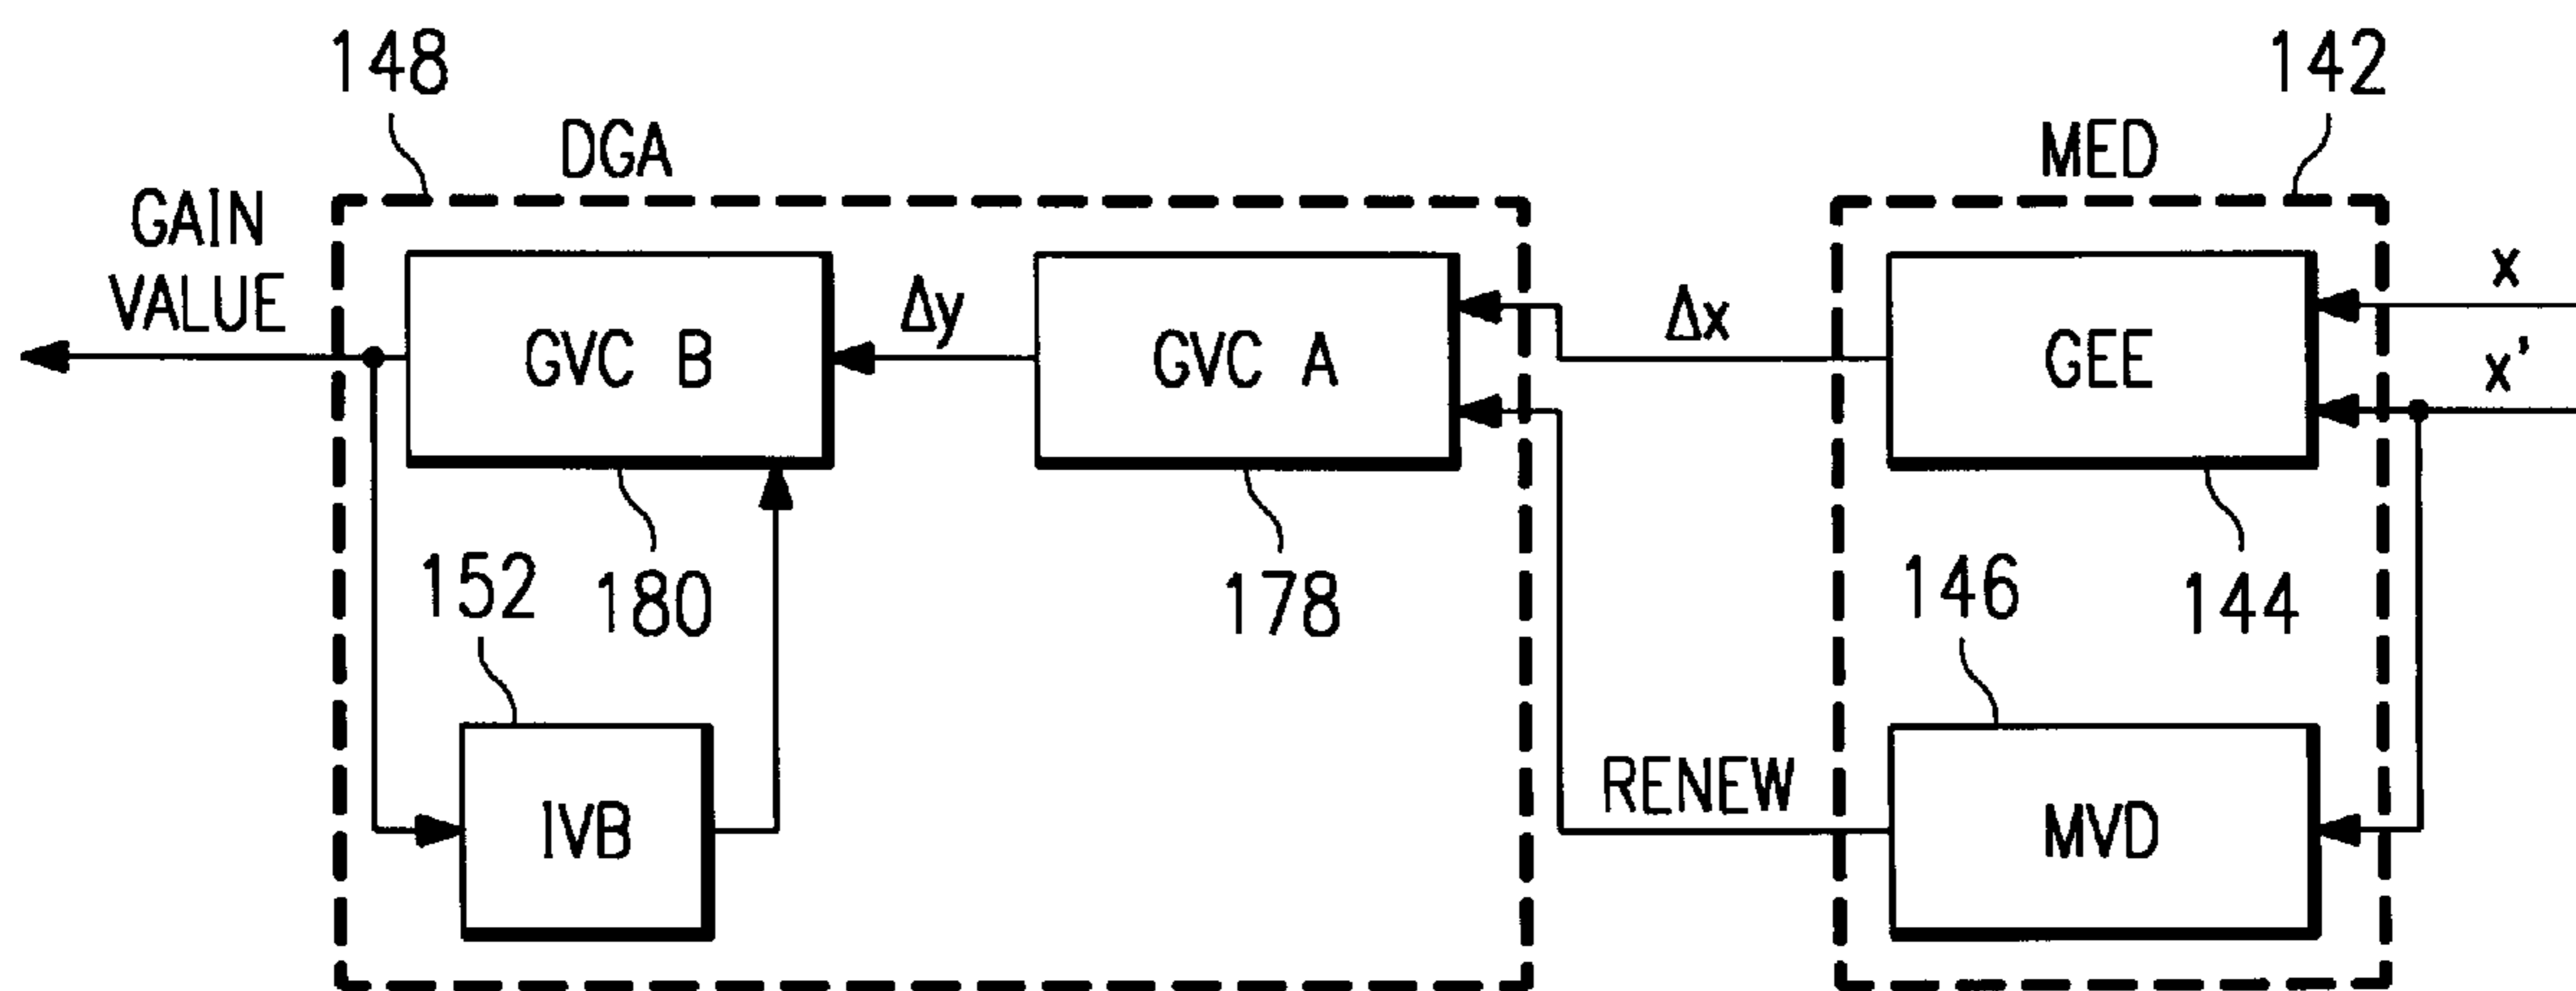 148
142
DGA
MED
GAIN
VALUE
x
x'
GVC B
Δy
GVC A
Δx
GEE
152
180
178
146
144
IVB
RENEW
MVD